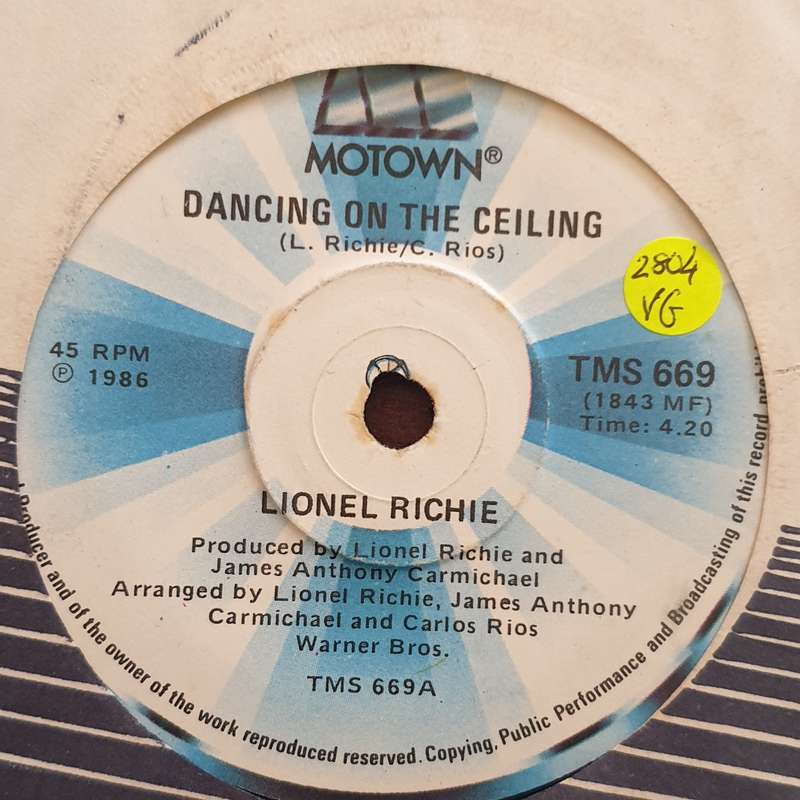 MOTOWN®
DANCING ON THE CEILING
(L. Richie/C. Rios)
2804
VG
45 RPM
℗ 1986
TMS 669
(1843 MF)
Time: 4.20
LIONEL RICHIE
Produced by Lionel Richie and
James Anthony Carmichael
Arranged by Lionel Richie, James Anthony
Carmichael and Carlos Rios
Warner Bros.
TMS 669A
Producer and of the owner of the work reproduced reserved. Copying, Public Performance and Broadcasting of this record